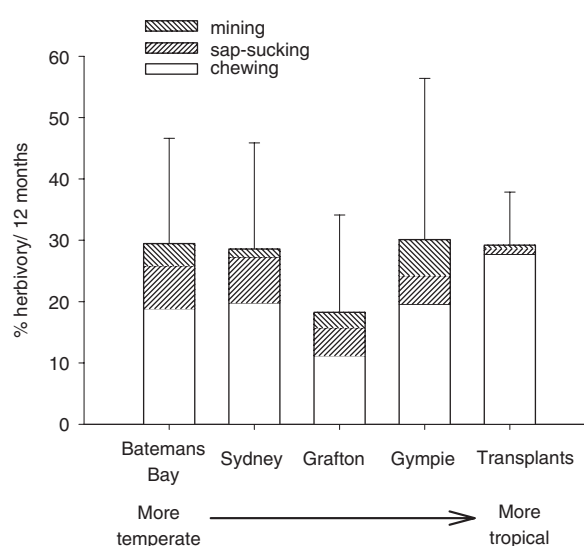 mining
sap-sucking
chewing
% herbivory/ 12 months
60
50
40
30
20
10
0
Batemans
Bay
Sydney
Grafton
Gympie
Transplants
More
temperate
More
tropical